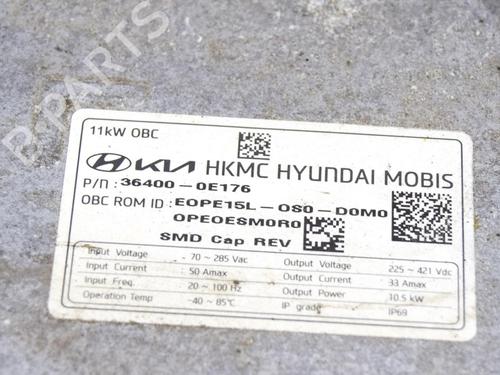 B-PARTS
11kW OBC
HYUNDAI KIA HKMC HYUNDAI MOBIS
P/N : 36400-0E176
OBC ROM ID : EOPE15L-OS0-D0M0
OPEOESM0R0
SMD Cap REV
Input Voltage : 70 ~ 285 Vac Output Voltage : 225 ~ 421 Vdc
Input Current : 50 Amax Output Current : 33 Amax
Input Freq. : 20 ~ 100 Hz Output Power : 10.5 kW
Operation Temp : -40 ~ 85℃ IP grade : IP69